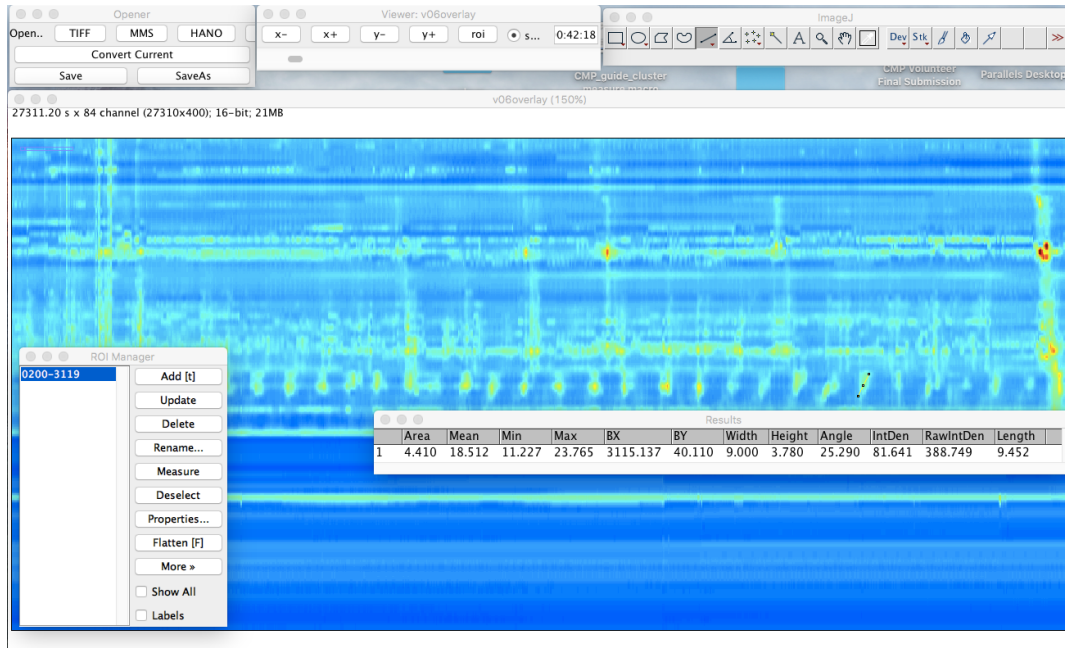 Opener
Open.. TIFF MMS HANO
Convert Current
Save SaveAs
Viewer: v06overlay
x- x+ y- y+ roi s... 0:42:18
ImageJ
A Dev Stk >>
CMP_guide_cluster
measure macro
CMP Volunteer
Final Submission
Parallels Desktop
v06overlay (150%)
27311.20 s x 84 channel (27310x400); 16-bit; 21MB
ROI Manager
0200-3119
Add [t]
Update
Delete
Rename...
Measure
Deselect
Properties...
Flatten [F]
More »
Show All
Labels
Results
Area Mean Min Max BX BY Width Height Angle IntDen RawIntDen Length
1 4.410 18.512 11.227 23.765 3115.137 40.110 9.000 3.780 25.290 81.641 388.749 9.452